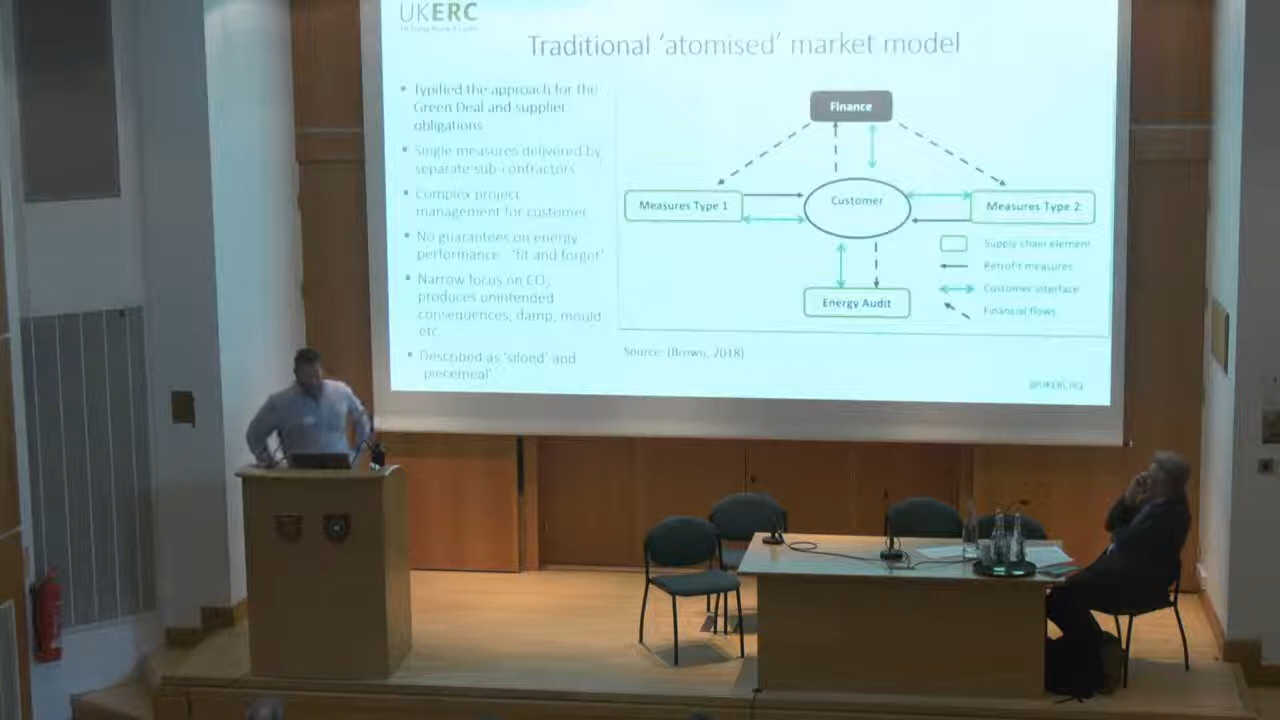 UKERC
Traditional 'atomised' market model
• Typified the approach for the
Green Deal and supplier
obligations
• Single measures delivered by
separate sub-contractors
• Complex project
management for customer
• No guarantees on energy
performance 'fit and forget'
• Narrow focus on CO₂
produces unintended
consequences, damp, mould
etc.
• Described as 'siloed' and
'piecemeal'
Finance
Measures Type 1
Customer
Measures Type 2
Energy Audit
Supply chain element
Retrofit measures
Customer interface
Financial flows
Source: (Brown, 2018)
@UKERCHQ